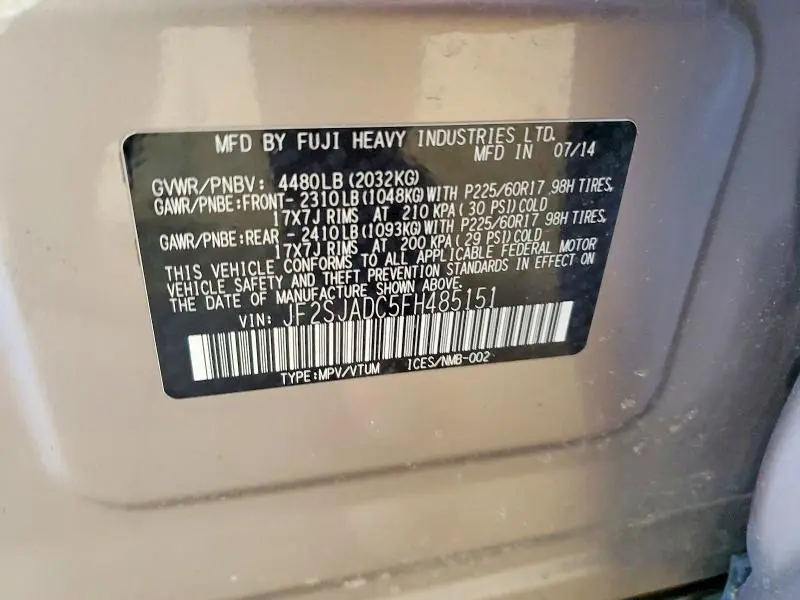 MFD BY FUJI HEAVY INDUSTRIES LTD.
MFD IN 07/14
GVWR/PNBV: 4480LB (2032KG)
GAWR/PNBE:FRONT- 2310LB (1048KG) WITH P225/60R17 98H TIRES,
17X7J RIMS AT 210 KPA (30 PSI) COLD
GAWR/PNBE:REAR - 2410LB (1093KG) WITH P225/60R17 98H TIRES,
17X7J RIMS AT 200 KPA (29 PSI) COLD
THIS VEHICLE CONFORMS TO ALL APPLICABLE FEDERAL MOTOR
VEHICLE SAFETY AND THEFT PREVENTION STANDARDS IN EFFECT ON
THE DATE OF MANUFACTURE SHOWN ABOVE.
VIN: JF2SJADC5FH485151
TYPE:MPV/VTUM ICES/NMB-002